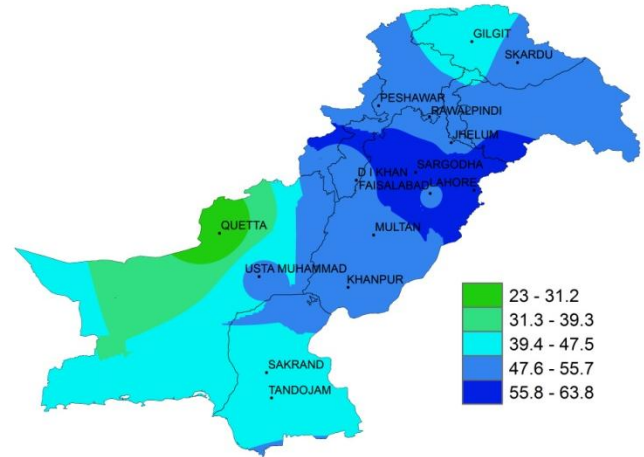 GILGIT
SKARDU
PESHAWAR
RAWALPINDI
JHELUM
SARGODHA
D I KHAN
FAISALABAD
LAHORE
QUETTA
MULTAN
USTA MUHAMMAD
KHANPUR
23 - 31.2
31.3 - 39.3
39.4 - 47.5
47.6 - 55.7
55.8 - 63.8
SAKRAND
TANDOJAM